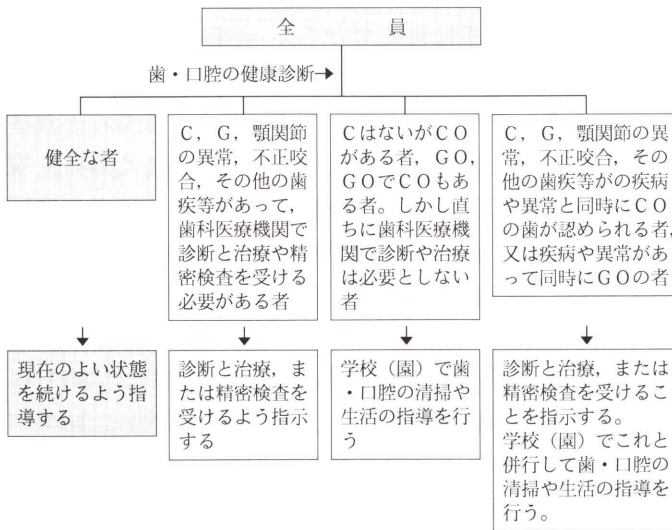 全　　員
歯・口腔の健康診断→
健全な者
C，G，顎関節
の異常，不正咬
合，その他の歯
疾等があって，
歯科医療機関で
診断と治療や精
密検査を受ける
必要がある者
CはないがCO
がある者，GO，
GOでCOもあ
る者。しかし直
ちに歯科医療機
関で診断や治療
は必要としない
者
C，G，顎関節の異
常，不正咬合，その
他の歯疾等がの疾病
や異常と同時にCO
の歯が認められる者，
又は疾病や異常があ
って同時にGOの者
現在のよい状態
を続けるよう指
導する
診断と治療，ま
たは精密検査を
受けるよう指示
する
学校（園）で歯
・口腔の清掃や
生活の指導を行
う
診断と治療，または
精密検査を受けるこ
とを指示する。
学校（園）でこれと
併行して歯・口腔の
清掃や生活の指導を
行う。